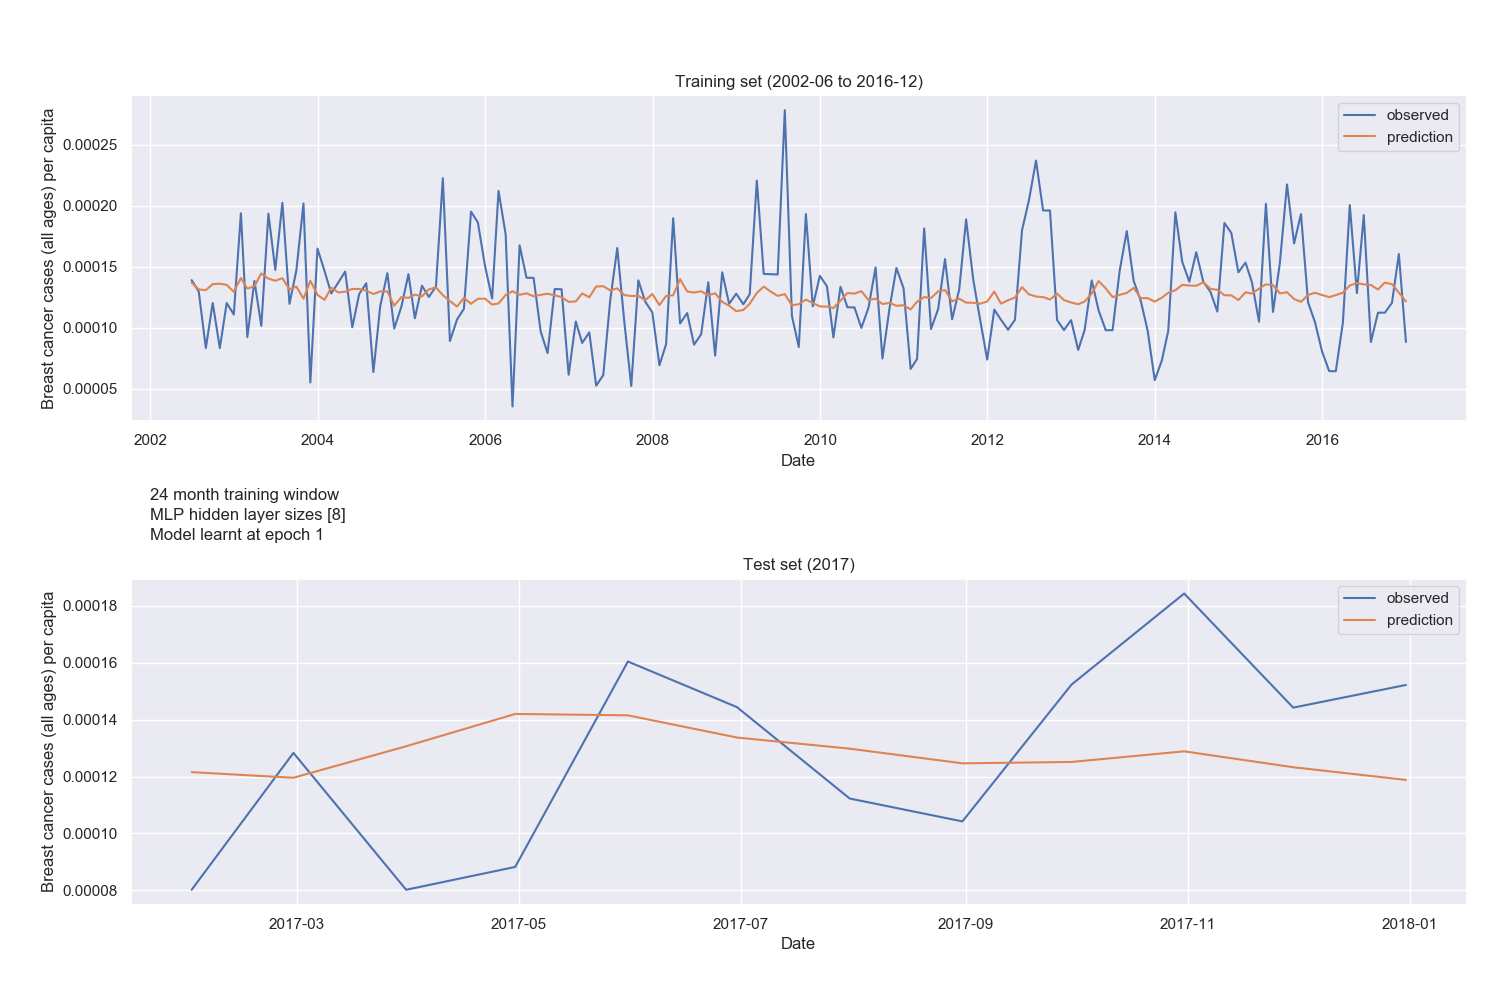 Training set (2002-06 to 2016-12)
Breast cancer cases (all ages) per capita
0.00025
0.00020
0.00015
0.00010
0.00005
observed
prediction
2002 2004 2006 2008 2010 2012 2014 2016
Date
24 month training window
MLP hidden layer sizes [8]
Model learnt at epoch 1
Test set (2017)
Breast cancer cases (all ages) per capita
0.00018
0.00016
0.00014
0.00012
0.00010
0.00008
observed
prediction
2017-03 2017-05 2017-07 2017-09 2017-11 2018-01
Date